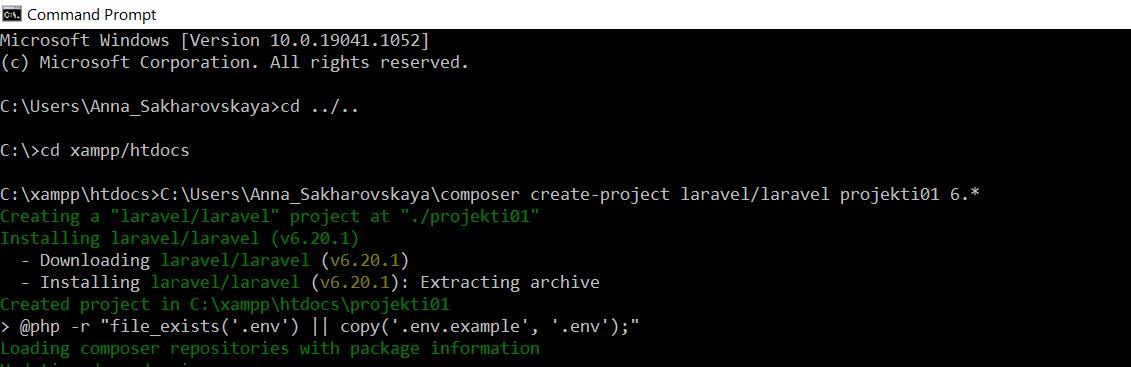 Command Prompt
Microsoft Windows [Version 10.0.19041.1052]
(c) Microsoft Corporation. All rights reserved.
C:\Users\Anna_Sakharovskaya>cd ../..
C:\>cd xampp/htdocs
C:\xampp\htdocs>C:\Users\Anna_Sakharovskaya\composer create-project laravel/laravel projekti01 6.*
Creating a "laravel/laravel" project at "./projekti01"
Installing laravel/laravel (v6.20.1)
- Downloading laravel/laravel (v6.20.1)
- Installing laravel/laravel (v6.20.1): Extracting archive
Created project in C:\xampp\htdocs\projekti01
> @php -r "file_exists('.env') || copy('.env.example', '.env');"
Loading composer repositories with package information